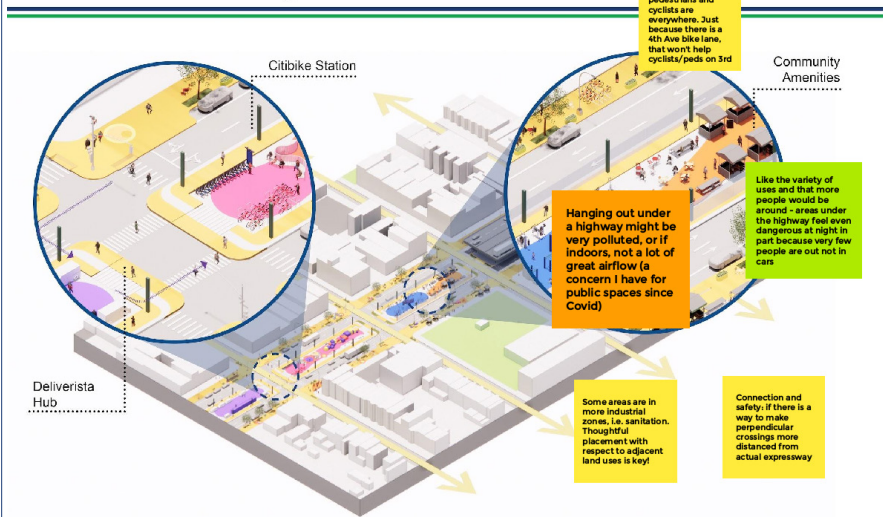 pedestrians and
cyclists are
everywhere. Just
because there is a
4th Ave bike lane,
that won't help
cyclists/peds on 3rd
Citibike Station
Community
Amenities
Like the variety of
uses and that more
people would be
around - areas under
the highway feel even
dangerous at night in
part because very few
people are out not in
cars
Hanging out under
a highway might be
very polluted, or if
indoors, not a lot of
great airflow (a
concern I have for
public spaces since
Covid)
Deliverista
Hub
Some areas are in
more industrial
zones, i.e. sanitation.
Thoughtful
placement with
respect to adjacent
land uses is key!
Connection and
safety: if there is a
way to make
perpendicular
crossings more
distanced from
actual expressway